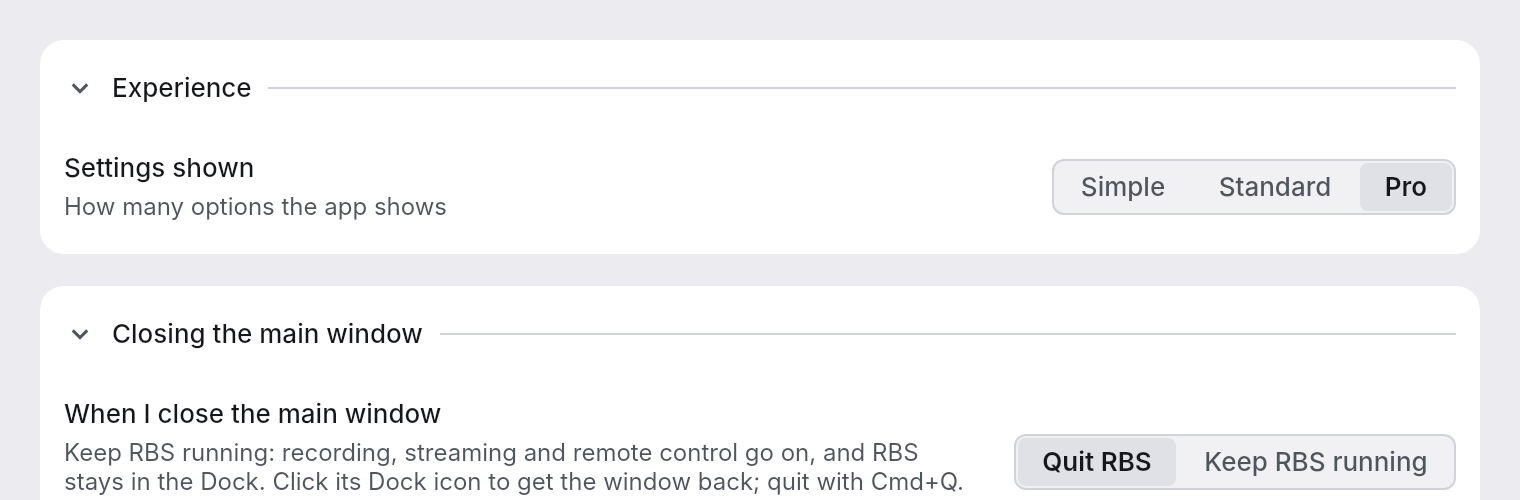 Experience
Settings shown
How many options the app shows
Simple Standard Pro
Closing the main window
When I close the main window
Keep RBS running: recording, streaming and remote control go on, and RBS
stays in the Dock. Click its Dock icon to get the window back; quit with Cmd+Q.
Quit RBS Keep RBS running